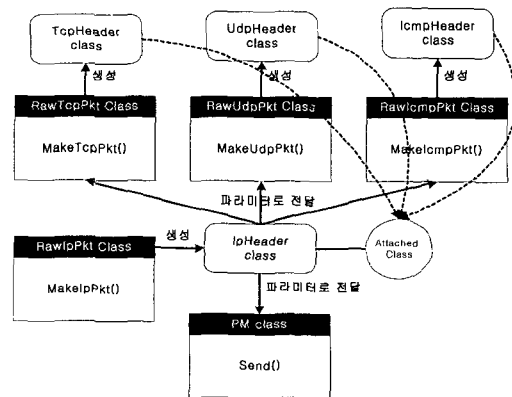 TcpHeader
class
UdpHeader
class
IcmpHeader
class
생성
생성
생성
RawTcpPkt Class
MakeTcpPkt()
RawUdpPkt Class
MakeUdpPkt()
RawIcmpPkt Class
MakeIcmpPkt()
파라미터로 전달
RawIpPkt Class
MakeIpPkt()
생성
IpHeader
class
Attached
Class
파라미터로 전달
PM class
Send()